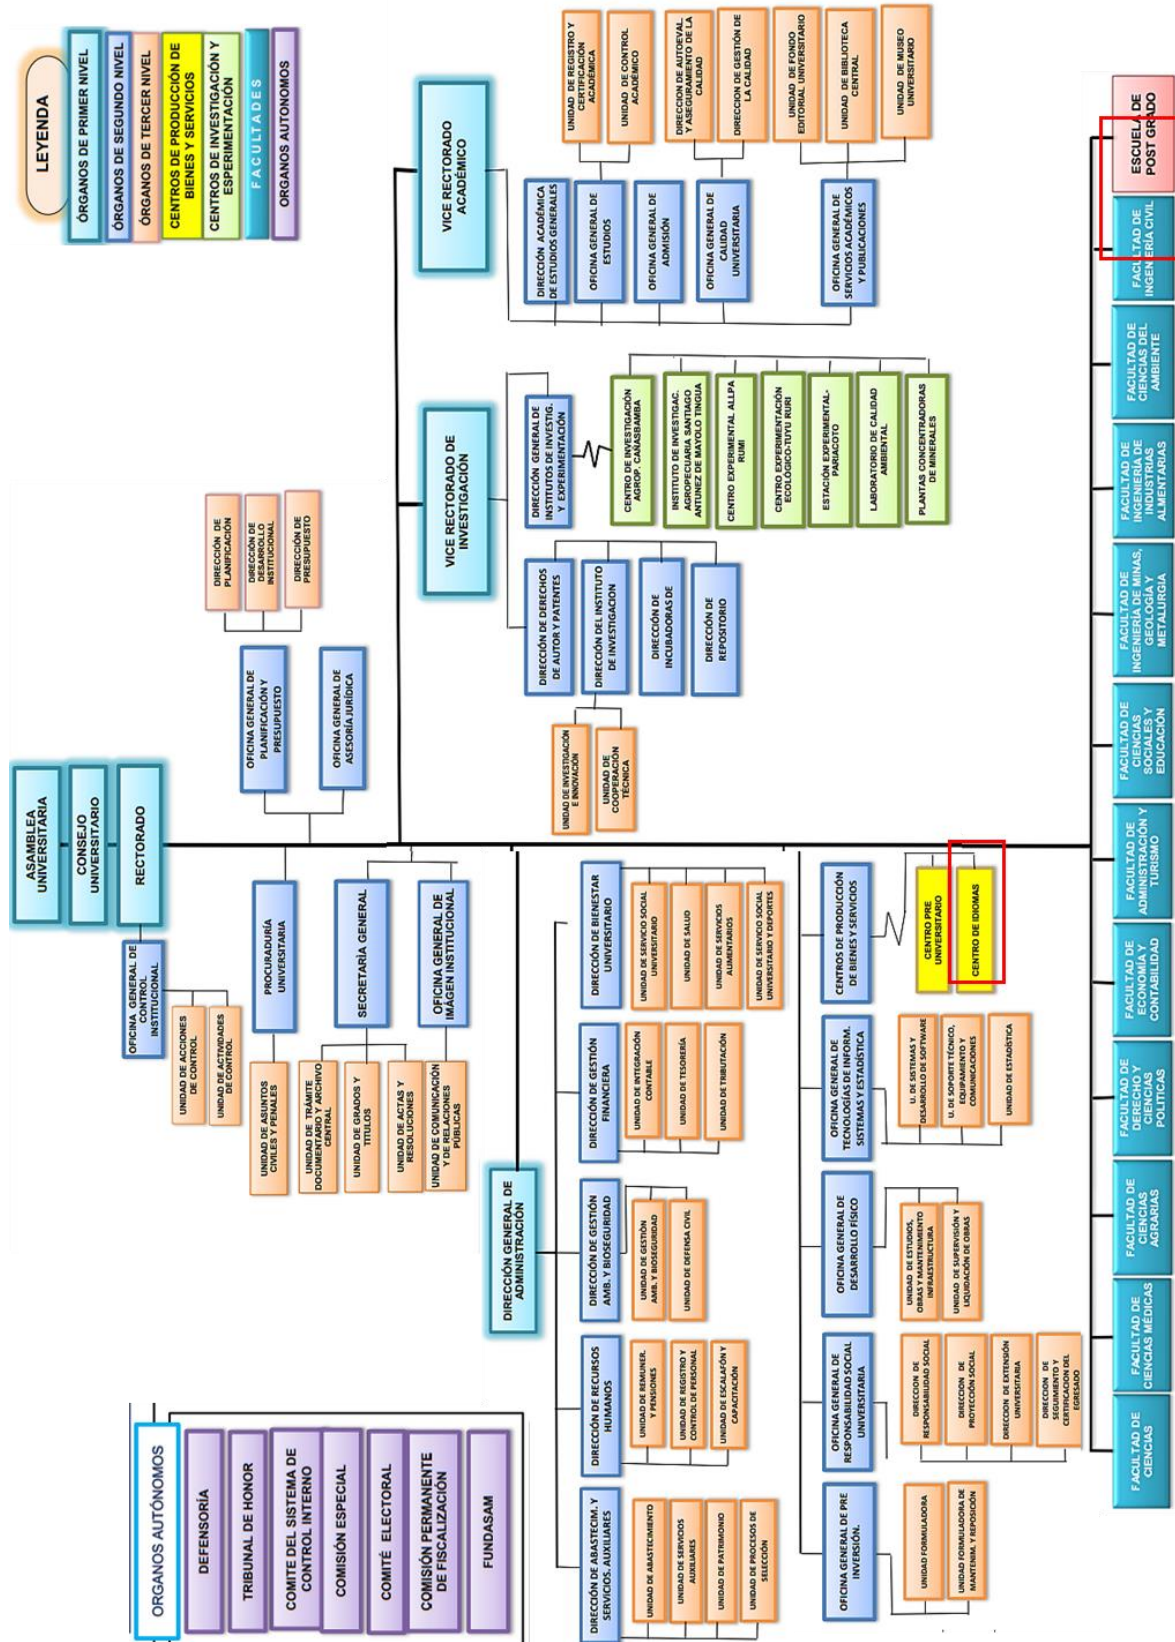 ASAMBLEA
UNIVERSITARIA
CONSEJO
UNIVERSITARIO
RECTORADO
OFICINA GENERAL DE
CONTROL
INSTITUCIONAL
UNIDAD DE ACCIONES
DE CONTROL
UNIDAD DE ACTIVIDADES
DE CONTROL
LEYENDA
ÓRGANOS DE PRIMER NIVEL
ÓRGANOS DE SEGUNDO NIVEL
ÓRGANOS DE TERCER NIVEL
CENTROS DE PRODUCCIÓN DE
BIENES Y SERVICIOS
CENTROS DE INVESTIGACIÓN Y
ESPERIMENTACIÓN
FACULTADES
ORGANOS AUTONOMOS
ORGANOS AUTÓNOMOS
DEFENSORÍA
TRIBUNAL DE HONOR
COMITE DEL SISTEMA DE
CONTROL INTERNO
COMISIÓN ESPECIAL
COMITÉ ELECTORAL
COMISIÓN PERMANENTE
DE FISCALIZACIÓN
FUNDASAM
PROCURADURÍA
UNIVERSITARIA
UNIDAD DE ASUNTOS
CIVILES Y PENALES
SECRETARÍA GENERAL
UNIDAD DE TRÁMITE
DOCUMENTARIO Y ARCHIVO
CENTRAL
UNIDAD DE GRADOS Y
TITULOS
UNIDAD DE ACTAS Y
RESOLUCIONES
OFICINA GENERAL DE
IMÁGEN INSTITUCIONAL
UNIDAD DE COMUNICACIÓN
Y DE RELACIONES
PÚBLICAS
OFICINA GENERAL DE
PLANIFICACIÓN Y
PRESUPUESTO
DIRECCIÓN DE
PLANIFICACIÓN
DIRECCIÓN DE
DESARROLLO
INSTITUCIONAL
DIRECCIÓN DE
PRESUPUESTO
OFICINA GENERAL DE
ASESORÍA JURÍDICA
DIRECCIÓN GENERAL DE
ADMINISTRACIÓN
VICE RECTORADO DE
INVESTIGACIÓN
VICE RECTORADO
ACADÉMICO
DIRECCIÓN DE ABASTECIM. Y
SERVICIOS. AUXILIARES
UNIDAD DE ABASTECIMIENTO
UNIDAD DE SERVICIOS
AUXILIARES
UNIDAD DE PATRIMONIO
UNIDAD DE PROCESOS DE
SELECCIÓN
DIRECCIÓN DE RECURSOS
HUMANOS
UNIDAD DE REMUNER.
Y PENSIONES
UNIDAD DE REGISTRO Y
CONTROL DE PERSONAL
UNIDAD DE ESCALAFÓN Y
CAPACITACIÓN
DIRECCIÓN DE GESTIÓN
AMB. Y BIOSEGURIDAD
UNIDAD DE GESTIÓN
AMB. Y BIOSEGURIDAD
UNIDAD DE DEFENSA CIVIL
DIRECCIÓN DE GESTIÓN
FINANCIERA
UNIDAD DE INTEGRACIÓN
CONTABLE
UNIDAD DE TESORERÍA
UNIDAD DE TRIBUTACIÓN
DIRECCIÓN DE BIENESTAR
UNIVERSITARIO
UNIDAD DE SERVICIO SOCIAL
UNIVERSITARIO
UNIDAD DE SALUD
UNIDAD DE SERVICIOS
ALIMENTARIOS
UNIDAD DE SERVICIO SOCIAL
UNIVERSITARIO Y DEPORTES
DIRECCIÓN DE DERECHOS
DE AUTOR Y PATENTES
DIRECCIÓN DEL INSTITUTO
DE INVESTIGACION
UNIDAD DE INVESTIGACIÓN
E INNOVACIÓN
UNIDAD DE
COOPERACIÓN
TÉCNICA
DIRECCIÓN DE
INCUBADORAS DE
DIRECCIÓN DE
REPOSITORIO
DIRECCIÓN GENERAL DE
INSTITUTOS DE INVESTIG.
Y EXPERIMENTACIÓN
CENTRO DE INVESTIGACIÓN
AGROP. CAÑASBAMBA
INSTITUTO DE INVESTIGAC.
AGROPECUARIA SANTIAGO
ANTUNEZ DE MAYOLO TINGUA
CENTRO EXPERIMENTAL ALLPA
RUMI
CENTRO EXPERIMENTACIÓN
ECOLÓGICO-TUYU RURI
ESTACIÓN EXPERIMENTAL-
PARIACOTO
LABORATORIO DE CALIDAD
AMBIENTAL
PLANTAS CONCENTRADORAS
DE MINERALES
DIRECCIÓN ACADÉMICA
DE ESTUDIOS GENERALES
OFICINA GENERAL DE
ESTUDIOS
UNIDAD DE REGISTRO Y
CERTIFICACIÓN
ACADÉMICA
UNIDAD DE CONTROL
ACADÉMICO
OFICINA GENERAL DE
ADMISIÓN
OFICINA GENERAL DE
CALIDAD
UNIVERSITARIA
DIRECCION DE AUTOEVAL.
Y ASEGURAMIENTO DE LA
CALIDAD
DIRECCION DE GESTIÓN DE
LA CALIDAD
OFICINA GENERAL DE
SERVICIOS ACADÉMICOS
Y PUBLICACIONES
UNIDAD DE FONDO
EDITORIAL UNIVERSITARIO
UNIDAD DE BIBLIOTECA
CENTRAL
UNIDAD DE MUSEO
UNIVERSITARIO
OFICINA GENERAL DE PRE
INVERSIÓN.
UNIDAD FORMULADORA
UNIDAD FORMULADORA DE
MANTENIM. Y REPOSICIÓN
OFICINA GENERAL DE
RESPONSABILIDAD SOCIAL
UNIVERSITARIA
DIRECCION DE
RESPONSABILIDAD SOCIAL
DIRECCION DE
PROYECCIÓN SOCIAL
DIRECCION DE EXTENSIÓN
UNIVERSITARIA
DIRECCION DE
SEGUIMIENTO Y
CERTIFICACION DEL
EGRESADO
OFICINA GENERAL DE
DESARROLLO FÍSICO
UNIDAD DE ESTUDIOS,
OBRAS Y MANTENIMIENTO
INFRAESTRUCTURA
UNIDAD DE SUPERVISIÓN Y
LIQUIDACIÓN DE OBRAS
OFICINA GENERAL DE
TECNOLOGÍAS DE INFORM.
SISTEMAS Y ESTADÍSTICA
U. DE SISTEMAS Y
DESARROLLO DE SOFTWARE
U. DE SOPORTE TÉCNICO,
EQUIPAMIENTO Y
COMUNICACIONES
UNIDAD DE ESTADÍSTICA
CENTROS DE PRODUCCIÓN
DE BIENES Y SERVICIOS
CENTRO PRE
UNIVERSITARIO
CENTRO DE IDIOMAS
FACULTAD DE
CIENCIAS
FACULTAD DE
CIENCIAS MÉDICAS
FACULTAD DE
CIENCIAS
AGRARIAS
FACULTAD DE
DERECHO Y
CIENCIAS
POLITICAS
FACULTAD DE
ECONOMÍA Y
CONTABILIDAD
FACULTAD DE
ADMINISTRACIÓN Y
TURISMO
FACULTAD DE
CIENCIAS
SOCIALES Y
EDUCACIÓN
FACULTAD DE
INGENIERÍA DE MINAS,
GEOLOGÍA Y
METALURGIA
FACULTAD DE
INGENIERÍA DE
INDUSTRIAS
ALMENTARIAS
FACULTAD DE
CIENCIAS DEL
AMBIENTE
FACULTAD DE
INGENIERÍA CIVIL
ESCUELA DE
POST GRADO